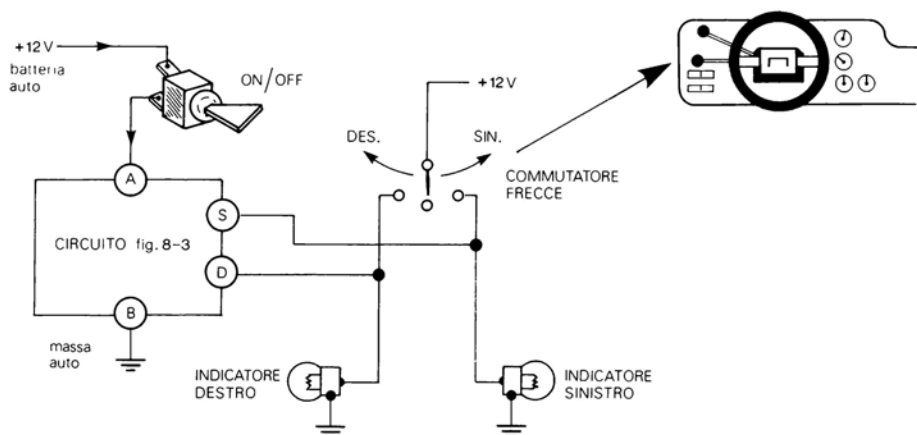 +12V
batteria
auto
ON/OFF
+12V
DES.
SIN.
COMMUTATORE
FRECCE
A
S
CIRCUITO fig. 8-3
D
B
massa
auto
INDICATORE
DESTRO
INDICATORE
SINISTRO